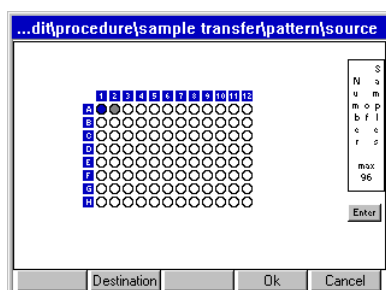 ...dit\procedure\sample transfer\pattern\source
1 2 3 4 5 6 7 8 9 10 11 12
A
B
C
D
E
F
G
H
Number of Samples
max
96
Enter
Destination
Ok
Cancel